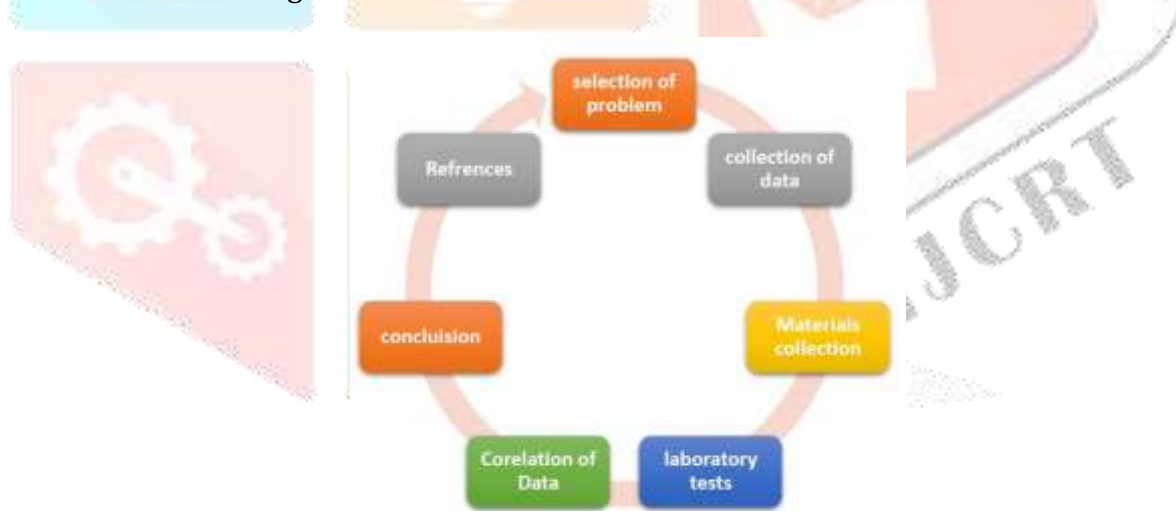 selection of
problem
collection of
data
Materials
collection
laboratory
tests
Corelation of
Data
concluision
Refrences
IJCRT